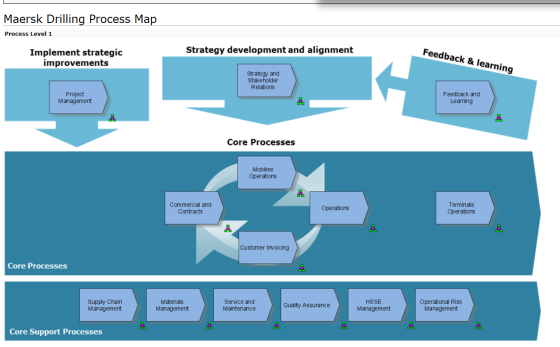 Maersk Drilling Process Map
Process Level 1
Implement strategic
improvements
Strategy development and alignment
Feedback & learning
Project
Management
Strategy and
Stakeholder
Relations
Feedback and
Learning
Core Processes
Mobilise
Operations
Commercial and
Contracts
Operations
Terminate
Operations
Customer Invoicing
Core Processes
Supply Chain
Management
Materials
Management
Service and
Maintenance
Quality Assurance
HSSE
Management
Operational Risk
Management
Core Support Processes